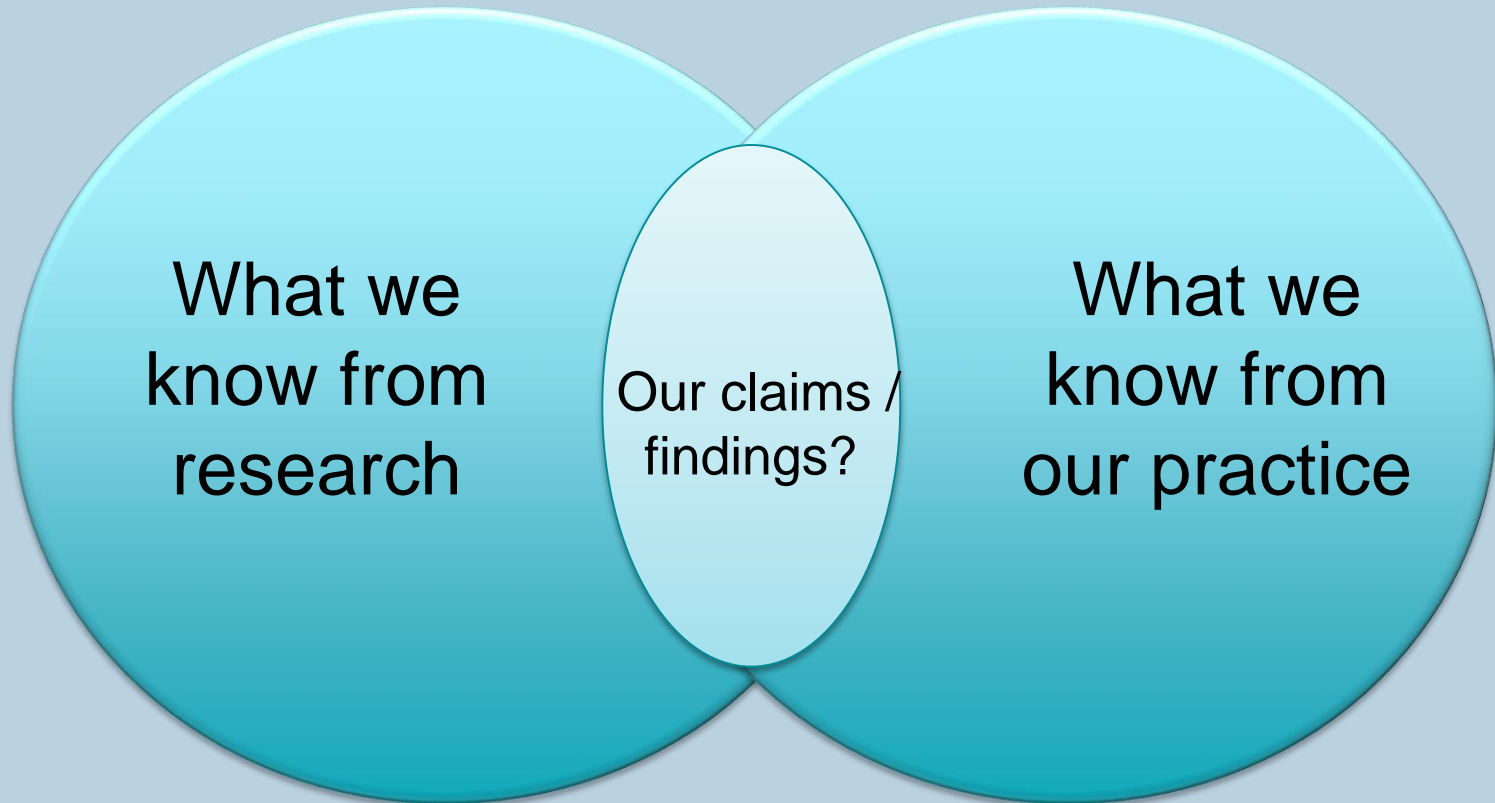 What we
know from
research
Our claims /
findings?
What we
know from
our practice